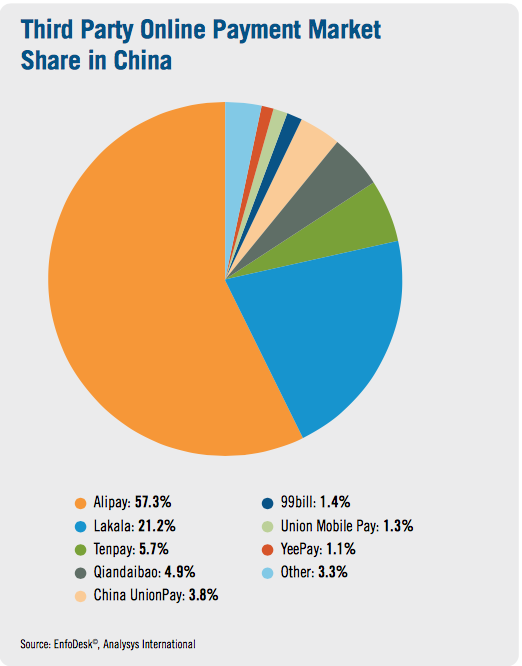 Third Party Online Payment Market
Share in China
Alipay: 57.3%
Lakala: 21.2%
Tenpay: 5.7%
Qiandaibao: 4.9%
China UnionPay: 3.8%
99bill: 1.4%
Union Mobile Pay: 1.3%
YeePay: 1.1%
Other: 3.3%
Source: EnfoDesk©, Analysys International